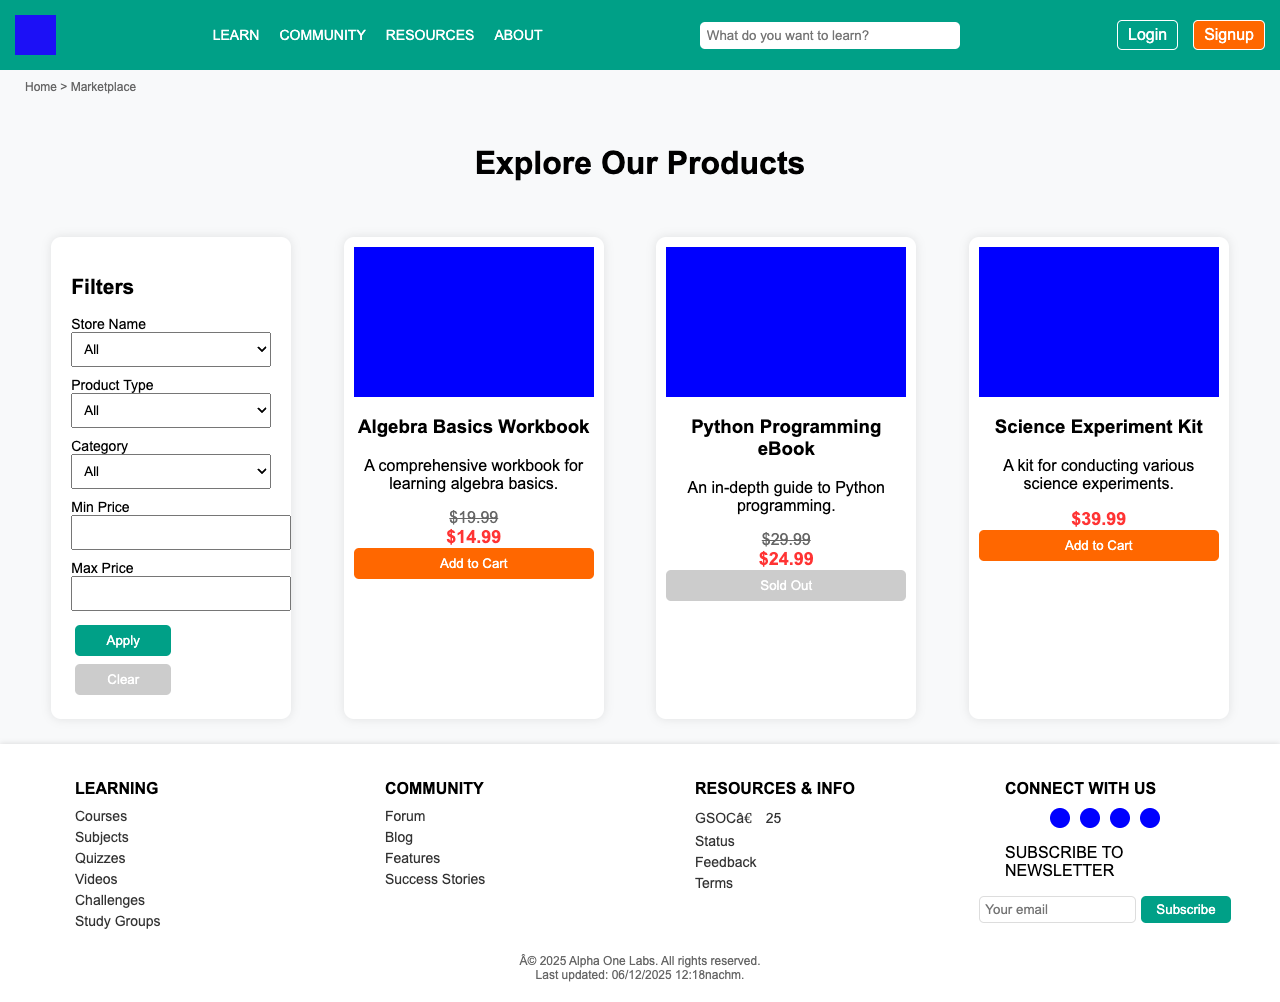 LEARN COMMUNITY RESOURCES ABOUT
What do you want to learn?
Login
Signup
Home > Marketplace
Explore Our Products
Filters
Store Name
All
Product Type
All
Category
All
Min Price
Max Price
Apply
Clear
Algebra Basics Workbook
A comprehensive workbook for
learning algebra basics.
$19.99
$14.99
Add to Cart
Python Programming
eBook
An in-depth guide to Python
programming.
$29.99
$24.99
Sold Out
Science Experiment Kit
A kit for conducting various
science experiments.
$39.99
Add to Cart
LEARNING
Courses
Subjects
Quizzes
Videos
Challenges
Study Groups
COMMUNITY
Forum
Blog
Features
Success Stories
RESOURCES & INFO
GSOCâ€ 25
Status
Feedback
Terms
CONNECT WITH US
SUBSCRIBE TO
NEWSLETTER
Your email
Subscribe
Â© 2025 Alpha One Labs. All rights reserved.
Last updated: 06/12/2025 12:18nachm.